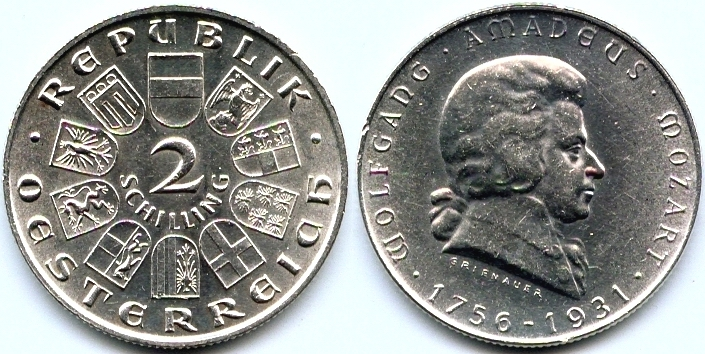 · REPUBLIK ·
OESTERREICH
2
SCHILLING
· WOLFGANG · AMADEUS · MOZART ·
GRIENAUER
1756-1931